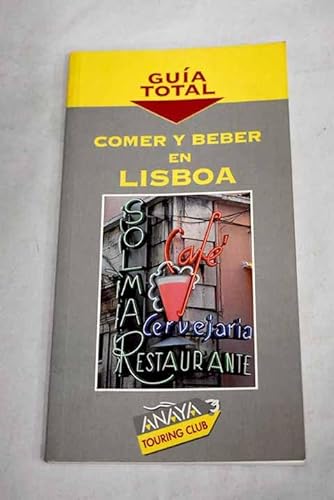 GUÍA
TOTAL
COMER Y BEBER
EN
LISBOA
SOLMAR
Café
Cervejaria
RESTAURANTE
ANAYA
TOURING CLUB